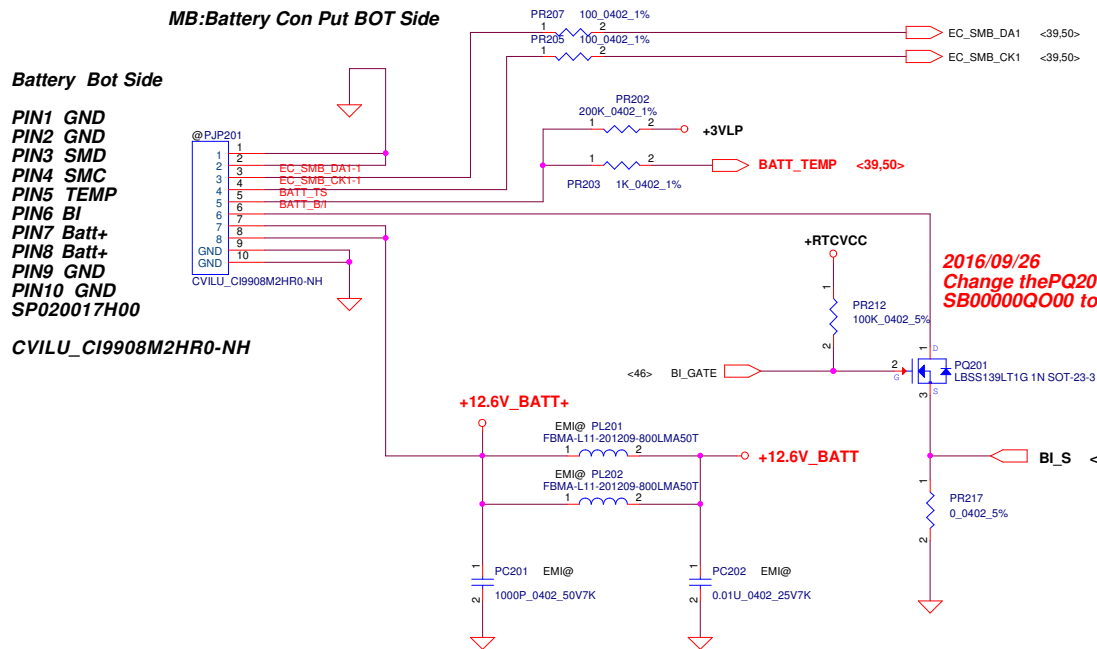 MB:Battery Con Put BOT Side
PR207 100_0402_1%
1 2
EC_SMB_DA1 <39,50>
PR205 100_0402_1%
1 2
EC_SMB_CK1 <39,50>
Battery Bot Side
PIN1 GND
PIN2 GND
PIN3 SMD
PIN4 SMC
PIN5 TEMP
PIN6 BI
PIN7 Batt+
PIN8 Batt+
PIN9 GND
PIN10 GND
SP020017H00
CVILU_CI9908M2HR0-NH
@PJP201
1 1
2 2
3 3 EC_SMB_DA1-1
4 4 EC_SMB_CK1-1
5 5 BATT_TS
6 6 BATT_B/I
7 7
8 8
GND 9
GND 10
CVILU_CI9908M2HR0-NH
PR202
200K_0402_1%
1 2
+3VLP
1 2
BATT_TEMP <39,50>
PR203 1K_0402_1%
+RTCVCC
1
PR212
100K_0402_5%
2
2016/09/26
Change thePQ20
SB00000QO00 to
<46> BI_GATE
2
G
1 D
PQ201
LBSS139LT1G 1N SOT-23-3
3 S
BI_S <
1
PR217
0_0402_5%
2
+12.6V_BATT+
EMI@ PL201
FBMA-L11-201209-800LMA50T
1 2
+12.6V_BATT
EMI@ PL202
FBMA-L11-201209-800LMA50T
1 2
1
PC201 EMI@
1000P_0402_50V7K
2
1
PC202 EMI@
0.01U_0402_25V7K
2